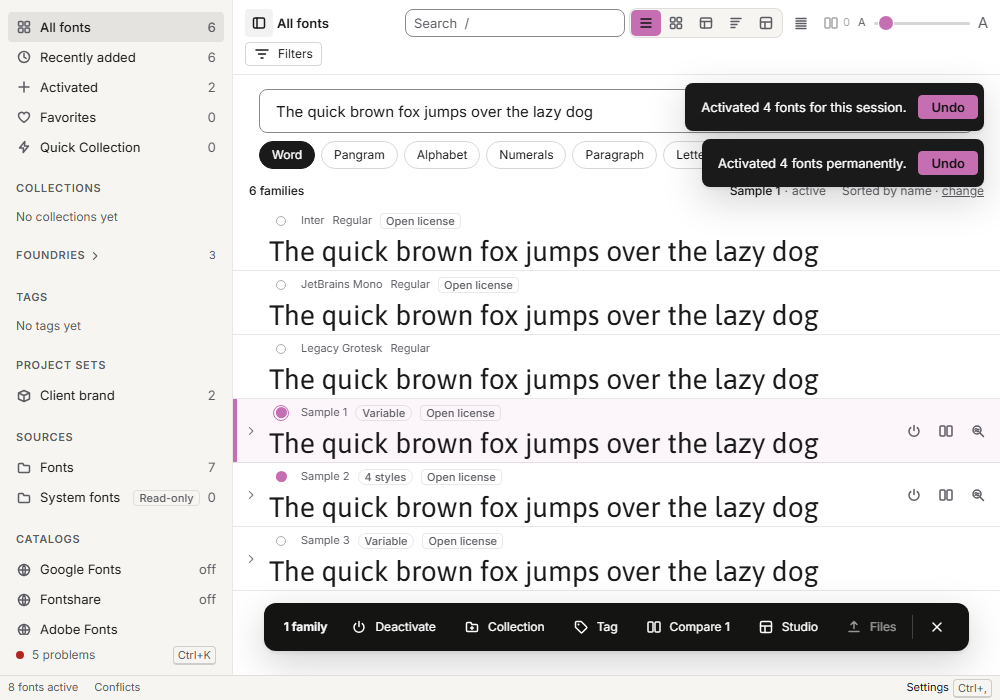 All fonts 6
Recently added 6
Activated 2
Favorites 0
Quick Collection 0
COLLECTIONS
No collections yet
FOUNDRIES 3
TAGS
No tags yet
PROJECT SETS
Client brand 2
SOURCES
Fonts 7
System fonts Read-only 0
CATALOGS
Google Fonts off
Fontshare off
Adobe Fonts
5 problems Ctrl+K
All fonts
Search /
0 A A
Filters
The quick brown fox jumps over the lazy dog
Activated 4 fonts for this session. Undo
Word Pangram Alphabet Numerals Paragraph
Activated 4 fonts permanently. Undo
6 families Sample 1 · active Sorted by name · change
Inter Regular Open license
The quick brown fox jumps over the lazy dog
JetBrains Mono Regular Open license
The quick brown fox jumps over the lazy dog
Legacy Grotesk Regular
The quick brown fox jumps over the lazy dog
Sample 1 Variable Open license
The quick brown fox jumps over the lazy dog
Sample 2 4 styles Open license
The quick brown fox jumps over the lazy dog
Sample 3 Variable Open license
The quick brown fox jumps over the lazy dog
1 family Deactivate Collection Tag Compare 1 Studio Files
8 fonts active Conflicts Settings Ctrl+,